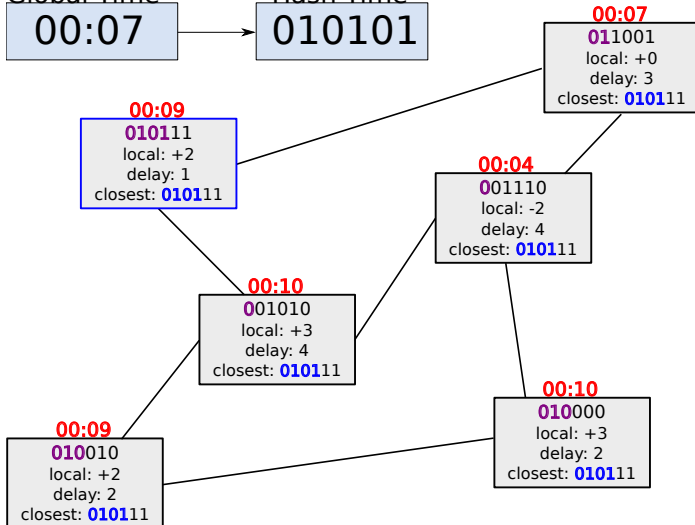 Global Time
Hash Time
00:07
010101
00:07
011001
local: +0
delay: 3
closest: 010111
00:09
010111
local: +2
delay: 1
closest: 010111
00:04
001110
local: -2
delay: 4
closest: 010111
00:10
001010
local: +3
delay: 4
closest: 010111
00:10
010000
local: +3
delay: 2
closest: 010111
00:09
010010
local: +2
delay: 2
closest: 010111